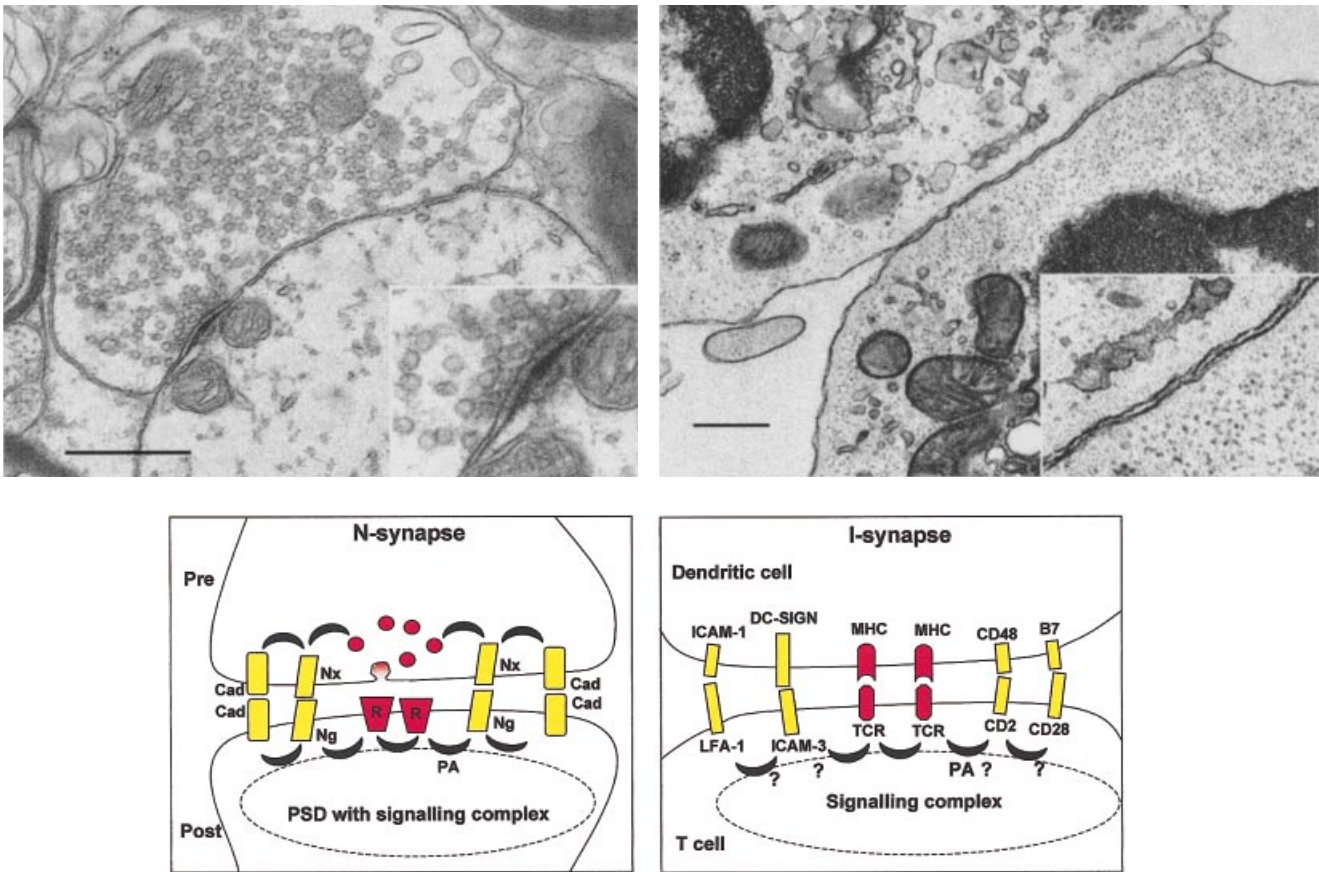 N-synapse
Pre
Nx
Nx
Cad
Cad
Cad
Cad
R
R
Ng
Ng
PA
PSD with signalling complex
Post
I-synapse
Dendritic cell
DC-SIGN
ICAM-1
MHC
MHC
CD48
B7
LFA-1
ICAM-3
TCR
TCR
CD2
CD28
?
?
PA ?
?
Signalling complex
T cell